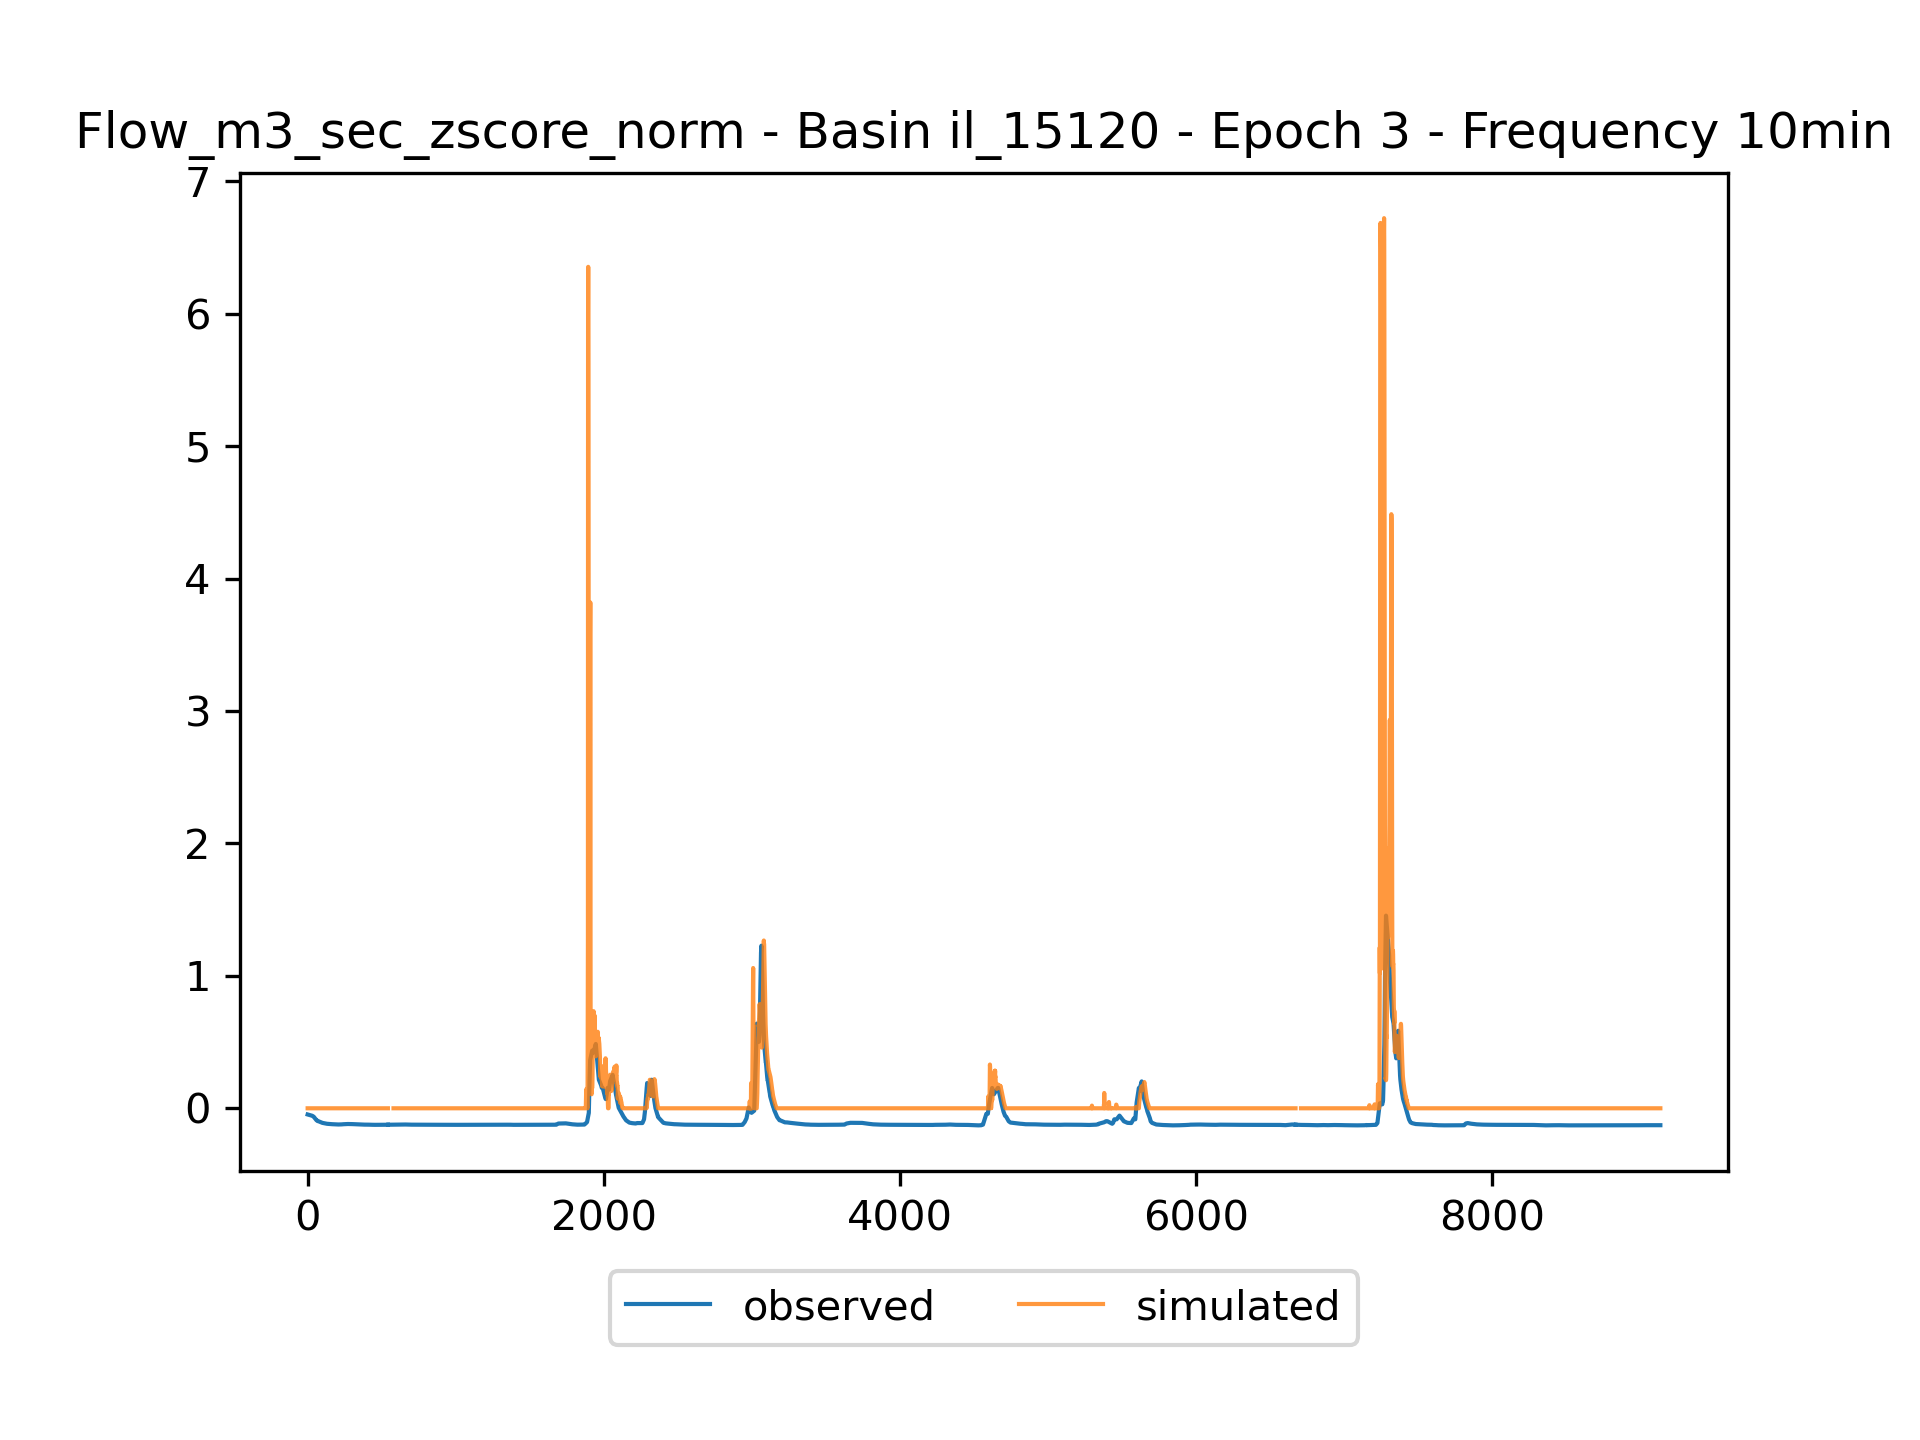 Flow_m3_sec_zscore_norm - Basin il_15120 - Epoch 3 - Frequency 10min
7
6
5
4
3
2
1
0
0 2000 4000 6000 8000
observed simulated